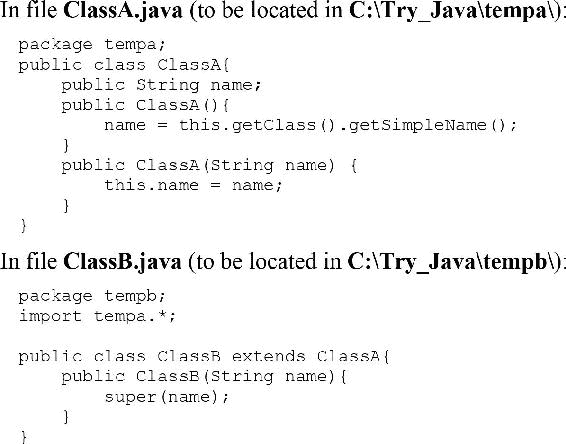 In file ClassA.java (to be located in C:\Try_Java\tempa\):
package tempa;
public class ClassA{
public String name;
public ClassA(){
name = this.getClass().getSimpleName();
}
public ClassA(String name) {
this.name = name;
}
}
In file ClassB.java (to be located in C:\Try_Java\tempb\):
package tempb;
import tempa.*;
public class ClassB extends ClassA{
public ClassB(String name){
super(name);
}
}